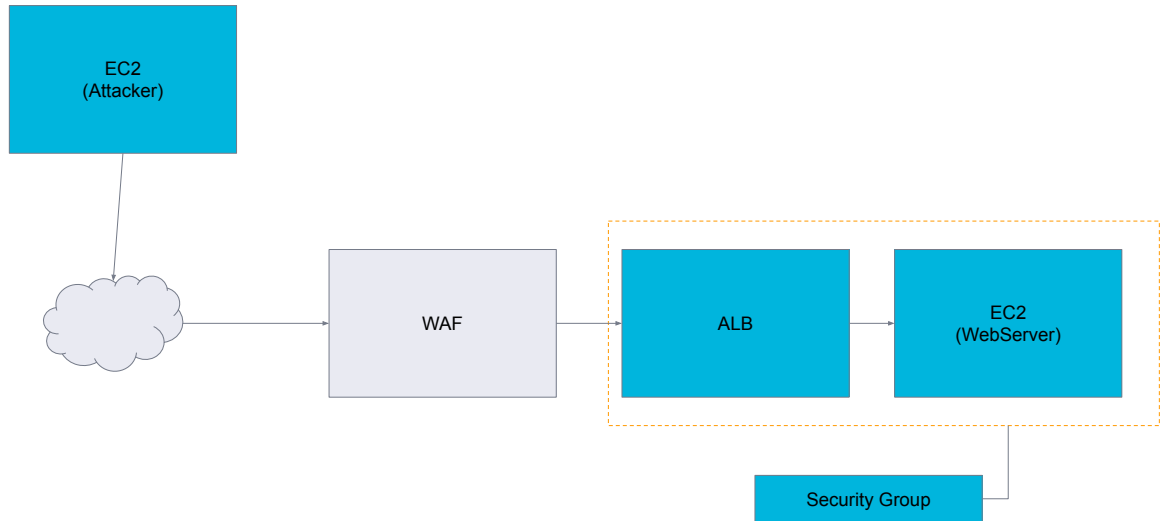 EC2
(Attacker)
WAF
ALB
EC2
(WebServer)
Security Group